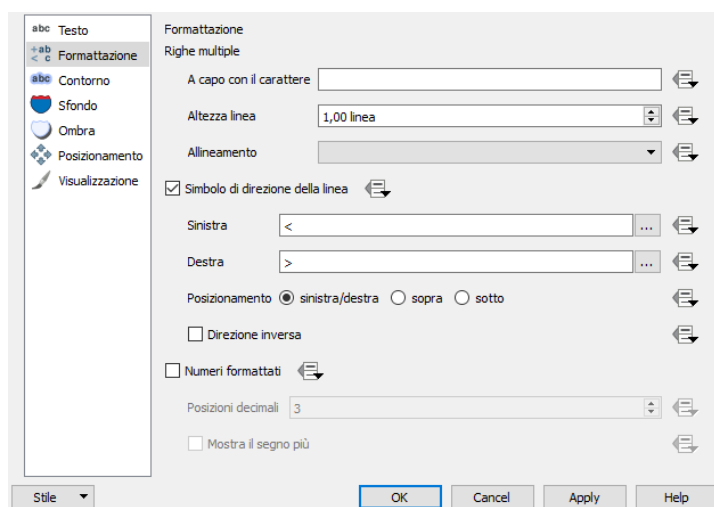 abc Testo
+ab
< c Formattazione
abc Contorno
Sfondo
Ombra
Posizionamento
Visualizzazione
Formattazione
Righe multiple
A capo con il carattere
Altezza linea 1,00 linea
Allineamento
Simbolo di direzione della linea
Sinistra < ...
Destra > ...
Posizionamento sinistra/destra sopra sotto
Direzione inversa
Numeri formattati
Posizioni decimali 3
Mostra il segno più
Stile OK Cancel Apply Help